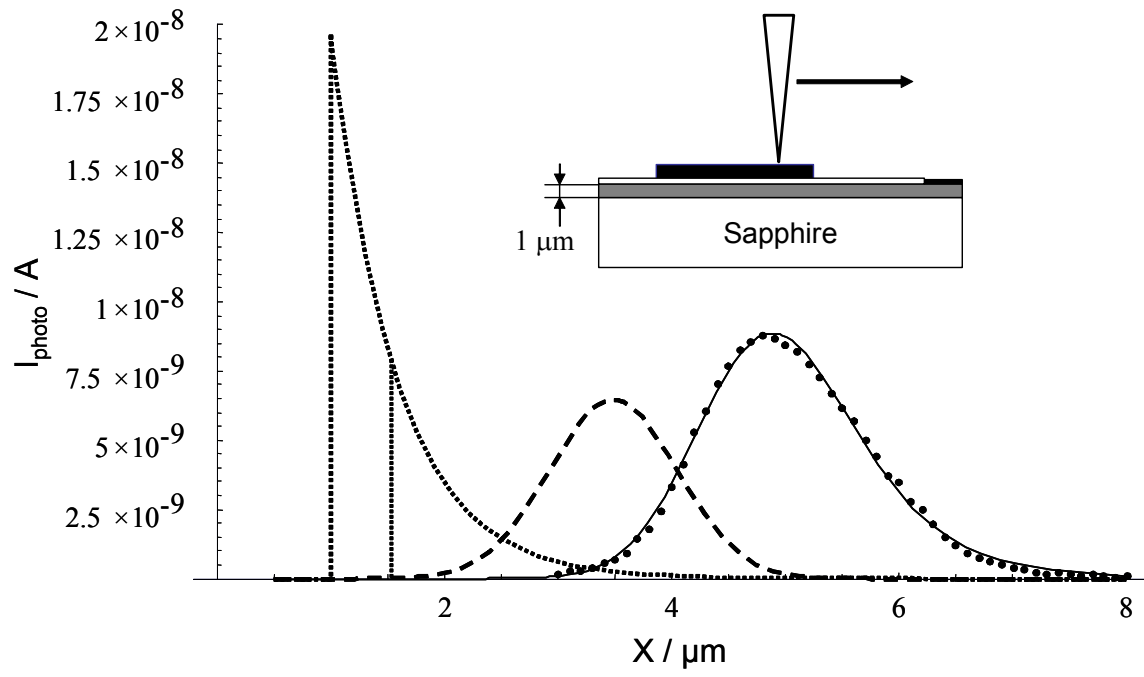 2 ×10⁻⁸
1.75 ×10⁻⁸
1.5 ×10⁻⁸
1.25 ×10⁻⁸
1 ×10⁻⁸
7.5 ×10⁻⁹
5 ×10⁻⁹
2.5 ×10⁻⁹
I_photo / A
1 μm
Sapphire
2 4 6 8
X / μm